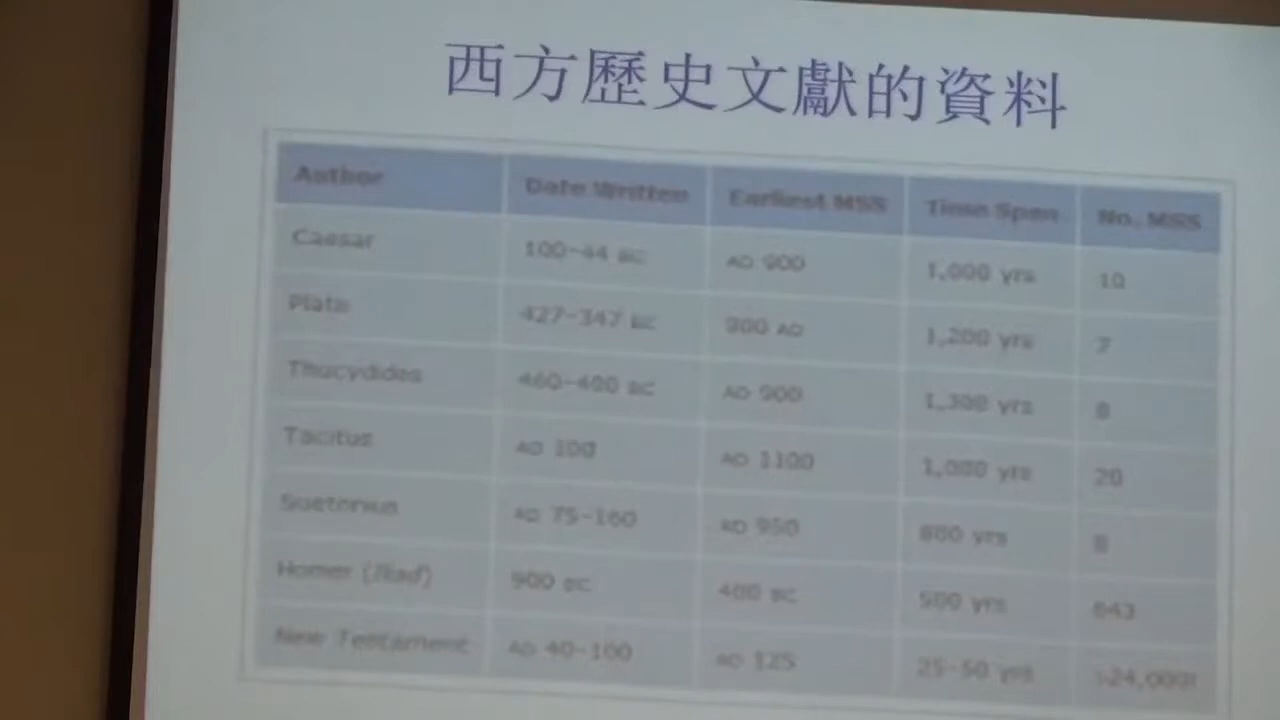 西方歷史文獻的資料
Author Date Written Earliest MSS Time Span No. MSS
Caesar 100-44 BC AD 900 1,000 yrs 10
Plato 427-347 BC 900 AD 1,200 yrs 7
Thucydides 460-400 BC AD 900 1,300 yrs 8
Tacitus AD 100 AD 1100 1,000 yrs 20
Suetonius AD 75-160 AD 950 800 yrs 8
Homer (Iliad) 900 BC 400 BC 500 yrs 643
New Testament AD 40-100 AD 125 25-50 yrs